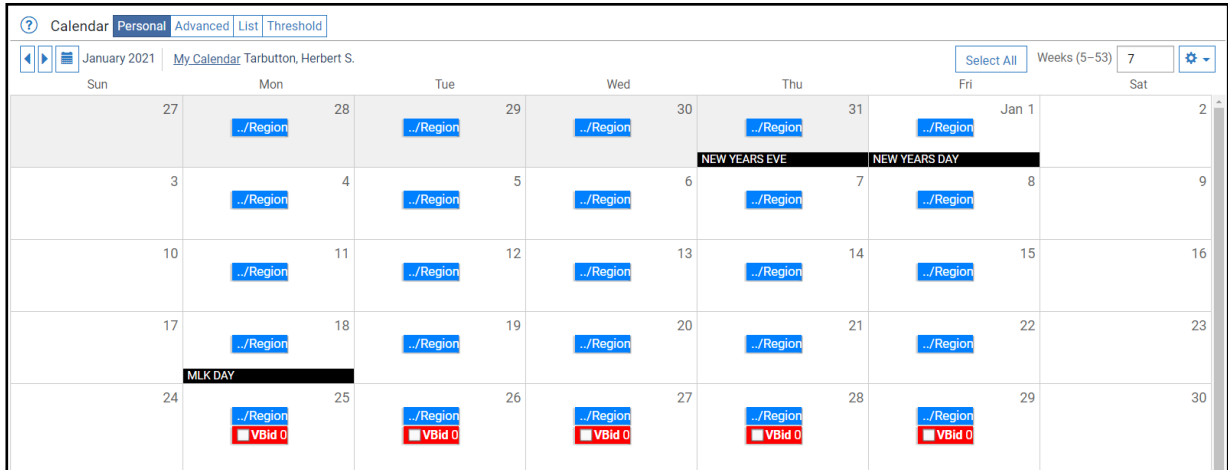 ? Calendar Personal Advanced List Threshold
January 2021 My Calendar Tarbutton, Herbert S. Select All Weeks (5–53) 7
Sun Mon Tue Wed Thu Fri Sat
27 28 29 30 31 Jan 1 2
../Region ../Region ../Region ../Region ../Region
NEW YEARS EVE NEW YEARS DAY
3 4 5 6 7 8 9
../Region ../Region ../Region ../Region ../Region
10 11 12 13 14 15 16
../Region ../Region ../Region ../Region ../Region
17 18 19 20 21 22 23
../Region ../Region ../Region ../Region ../Region
MLK DAY
24 25 26 27 28 29 30
../Region ../Region ../Region ../Region ../Region
VBid 0 VBid 0 VBid 0 VBid 0 VBid 0